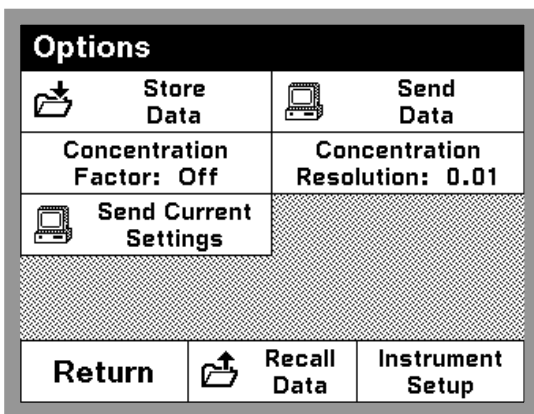 Options
Store
Data
Send
Data
Concentration
Factor: Off
Concentration
Resolution: 0.01
Send Current
Settings
Return
Recall
Data
Instrument
Setup